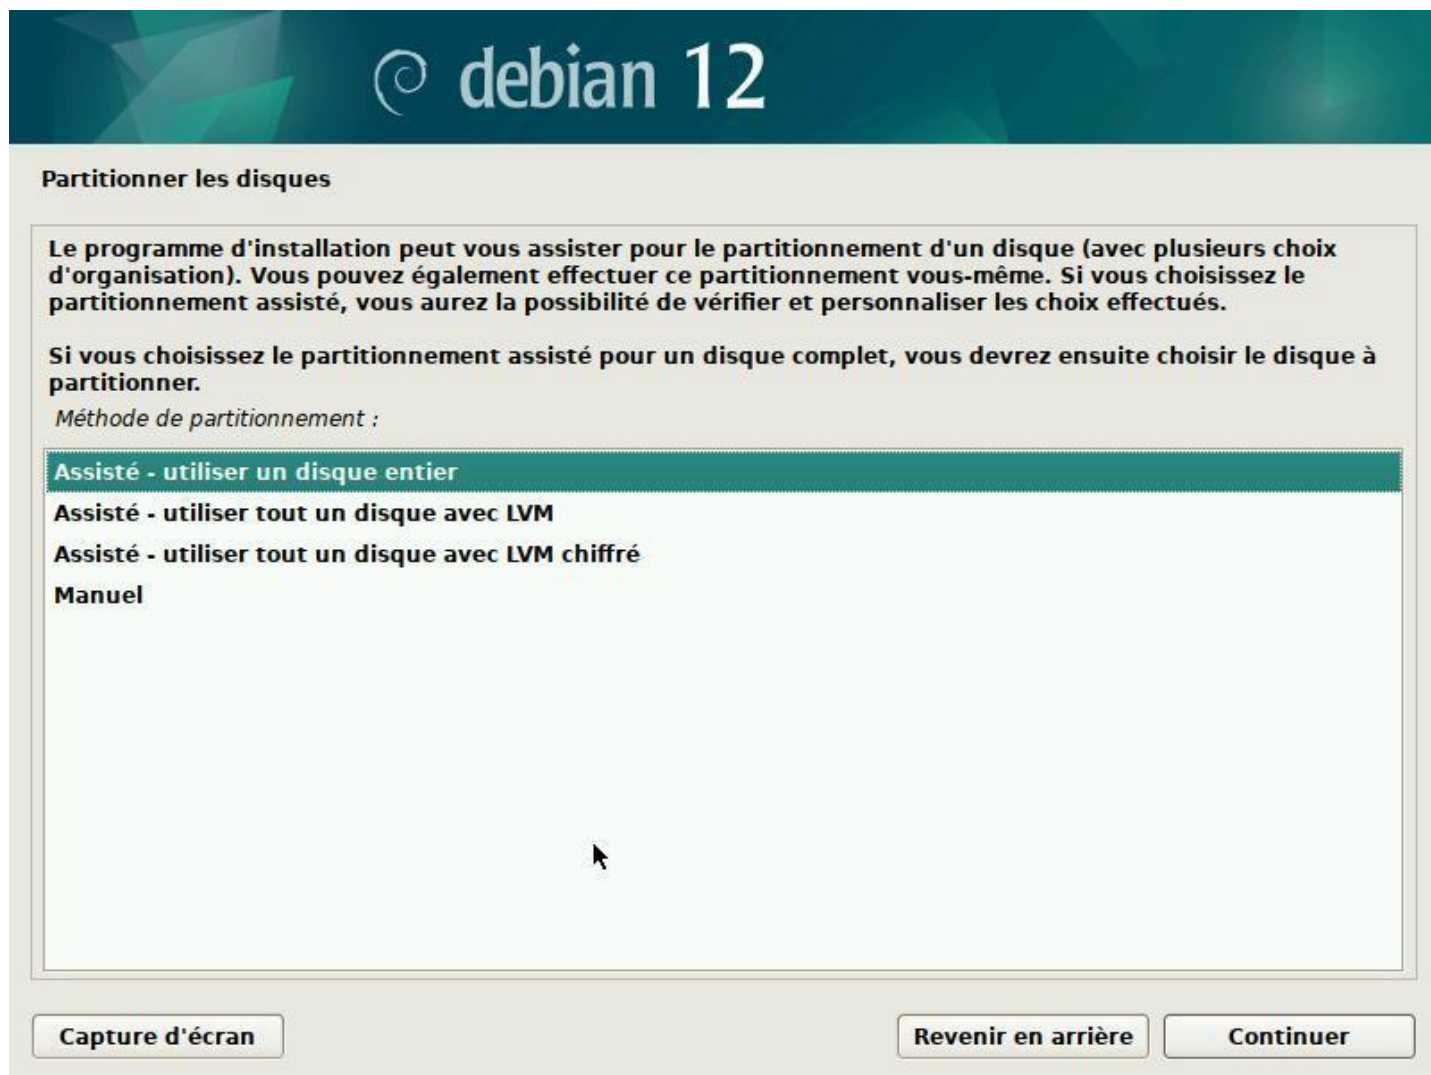 debian 12
Partitionner les disques
Le programme d'installation peut vous assister pour le partitionnement d'un disque (avec plusieurs choix
d'organisation). Vous pouvez également effectuer ce partitionnement vous-même. Si vous choisissez le
partitionnement assisté, vous aurez la possibilité de vérifier et personnaliser les choix effectués.
Si vous choisissez le partitionnement assisté pour un disque complet, vous devrez ensuite choisir le disque à
partitionner.
Méthode de partitionnement :
Assisté - utiliser un disque entier
Assisté - utiliser tout un disque avec LVM
Assisté - utiliser tout un disque avec LVM chiffré
Manuel
Capture d'écran
Revenir en arrière
Continuer